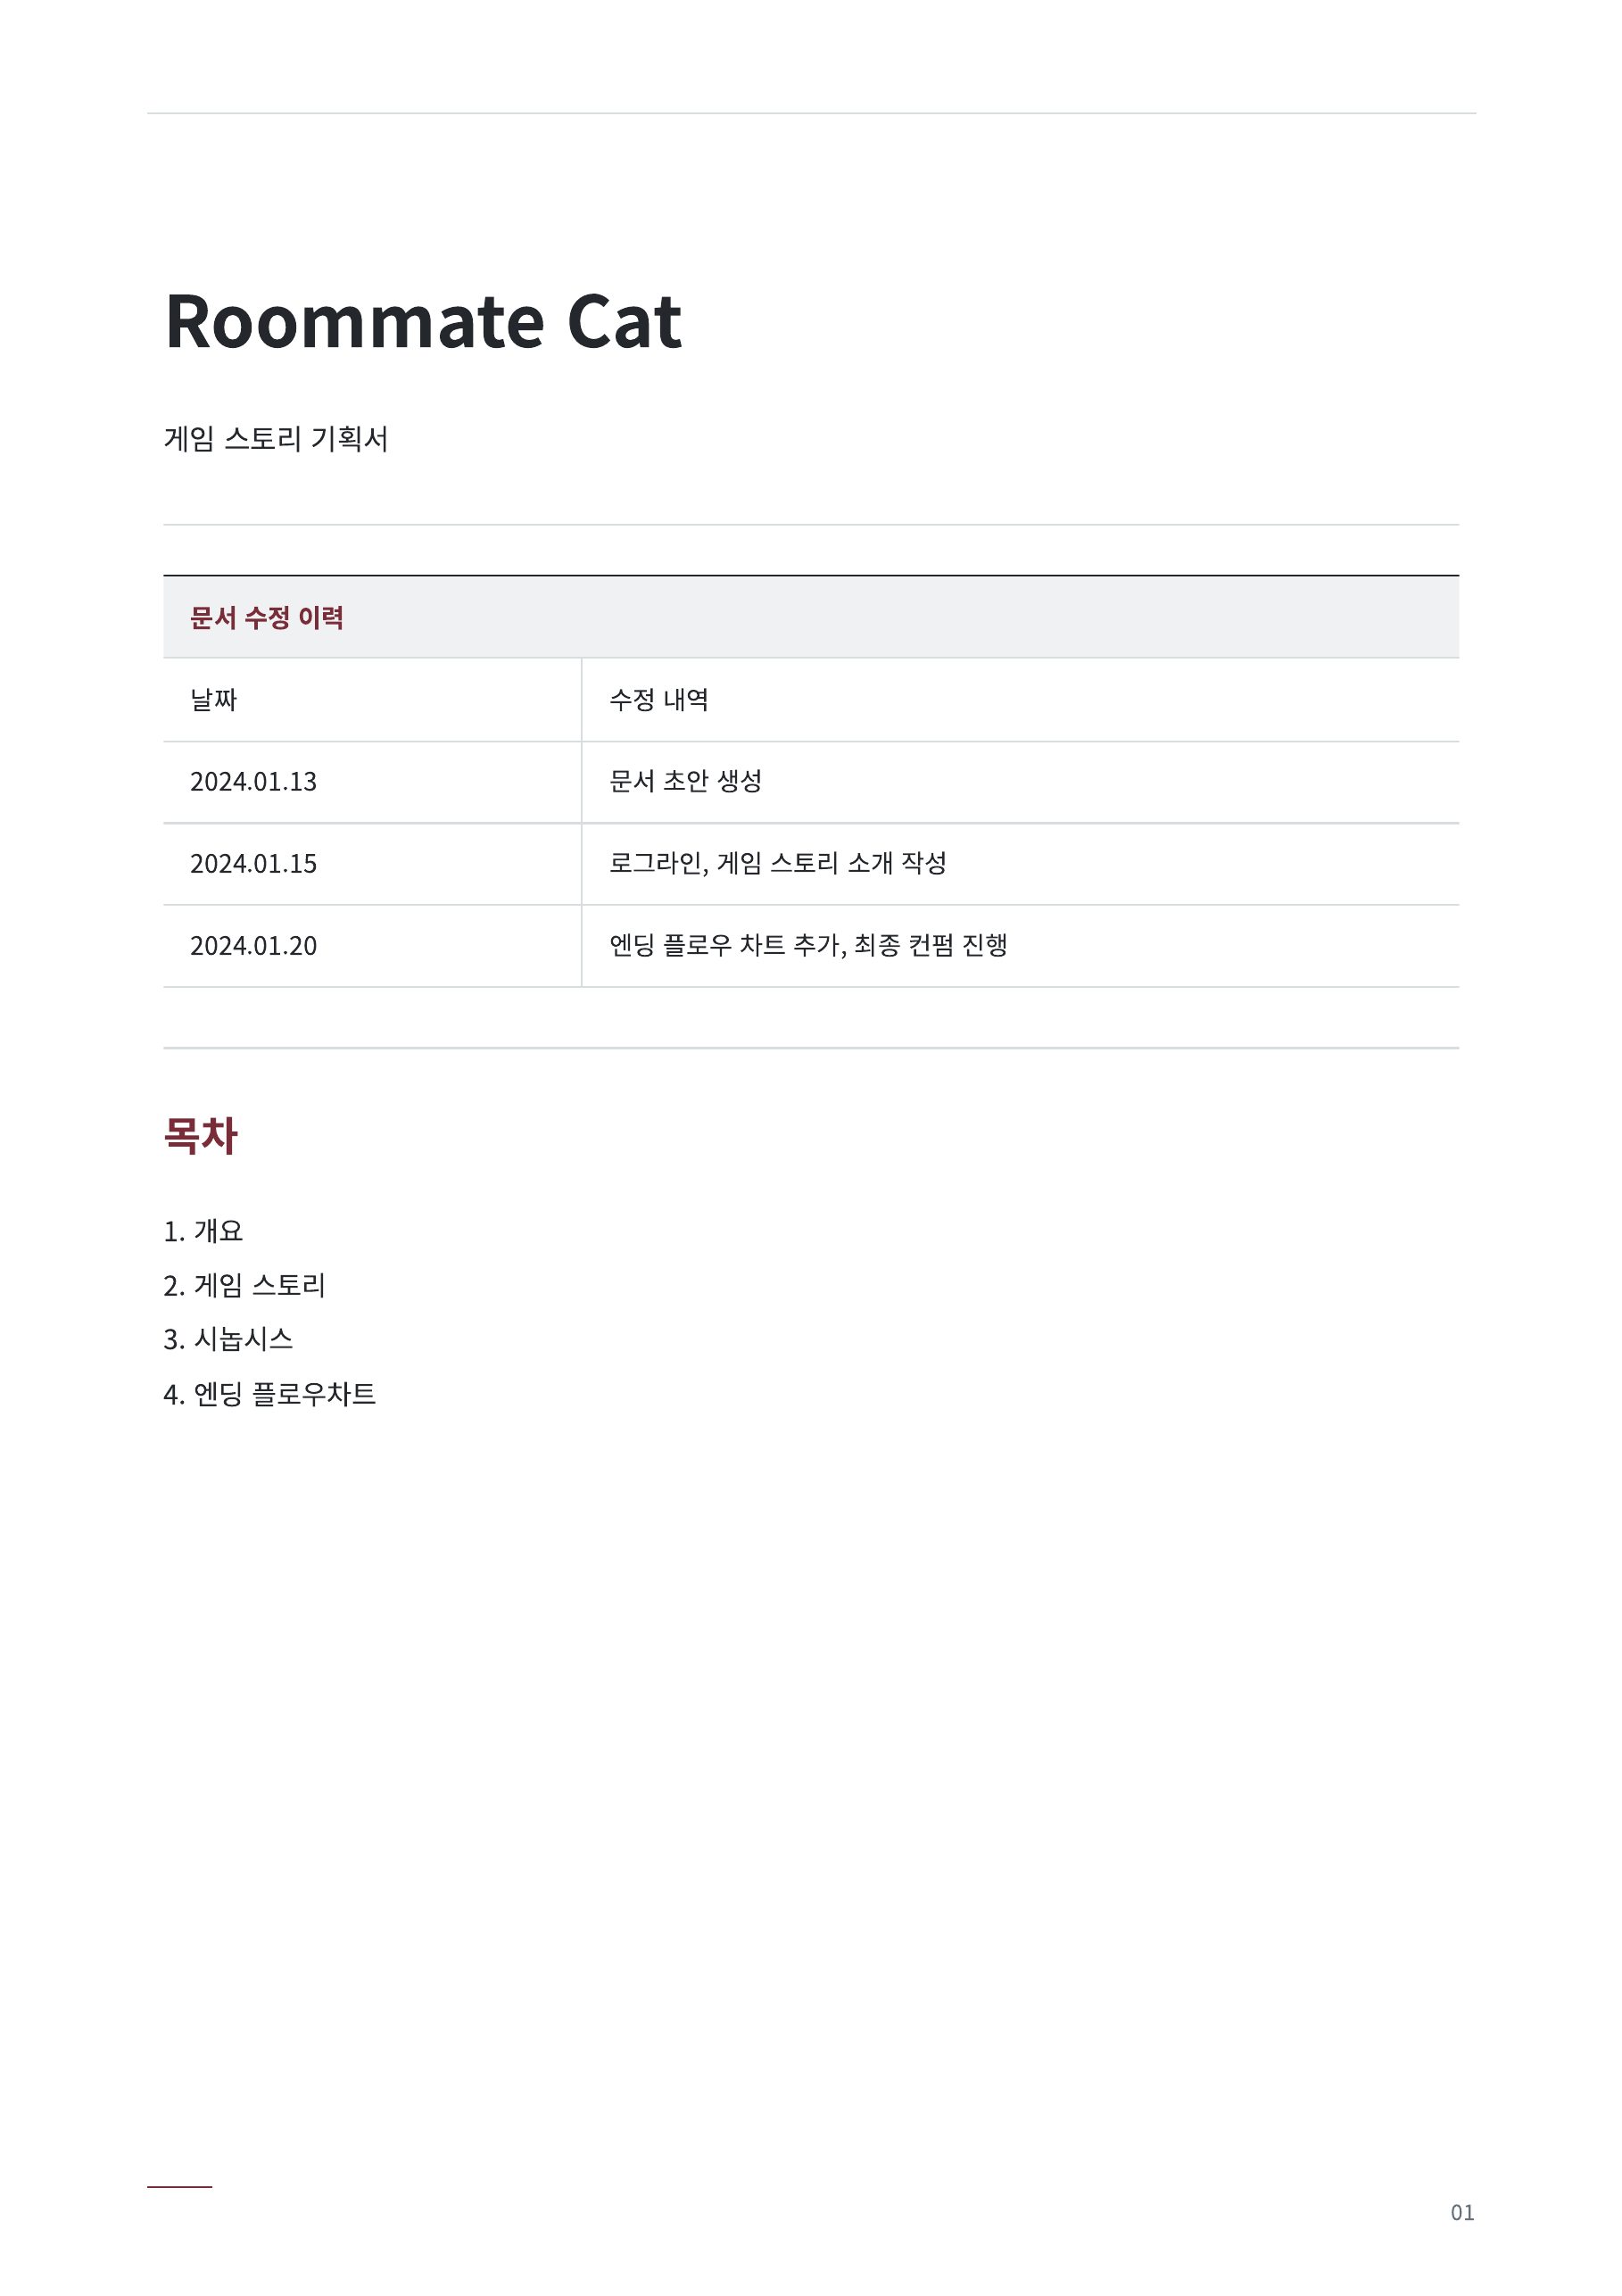 Roommate Cat
게임 스토리 기획서
문서 수정 이력
날짜 수정 내역
2024.01.13 문서 초안 생성
2024.01.15 로그라인, 게임 스토리 소개 작성
2024.01.20 엔딩 플로우 차트 추가, 최종 컨펌 진행
목차
1. 개요
2. 게임 스토리
3. 시놉시스
4. 엔딩 플로우차트
01